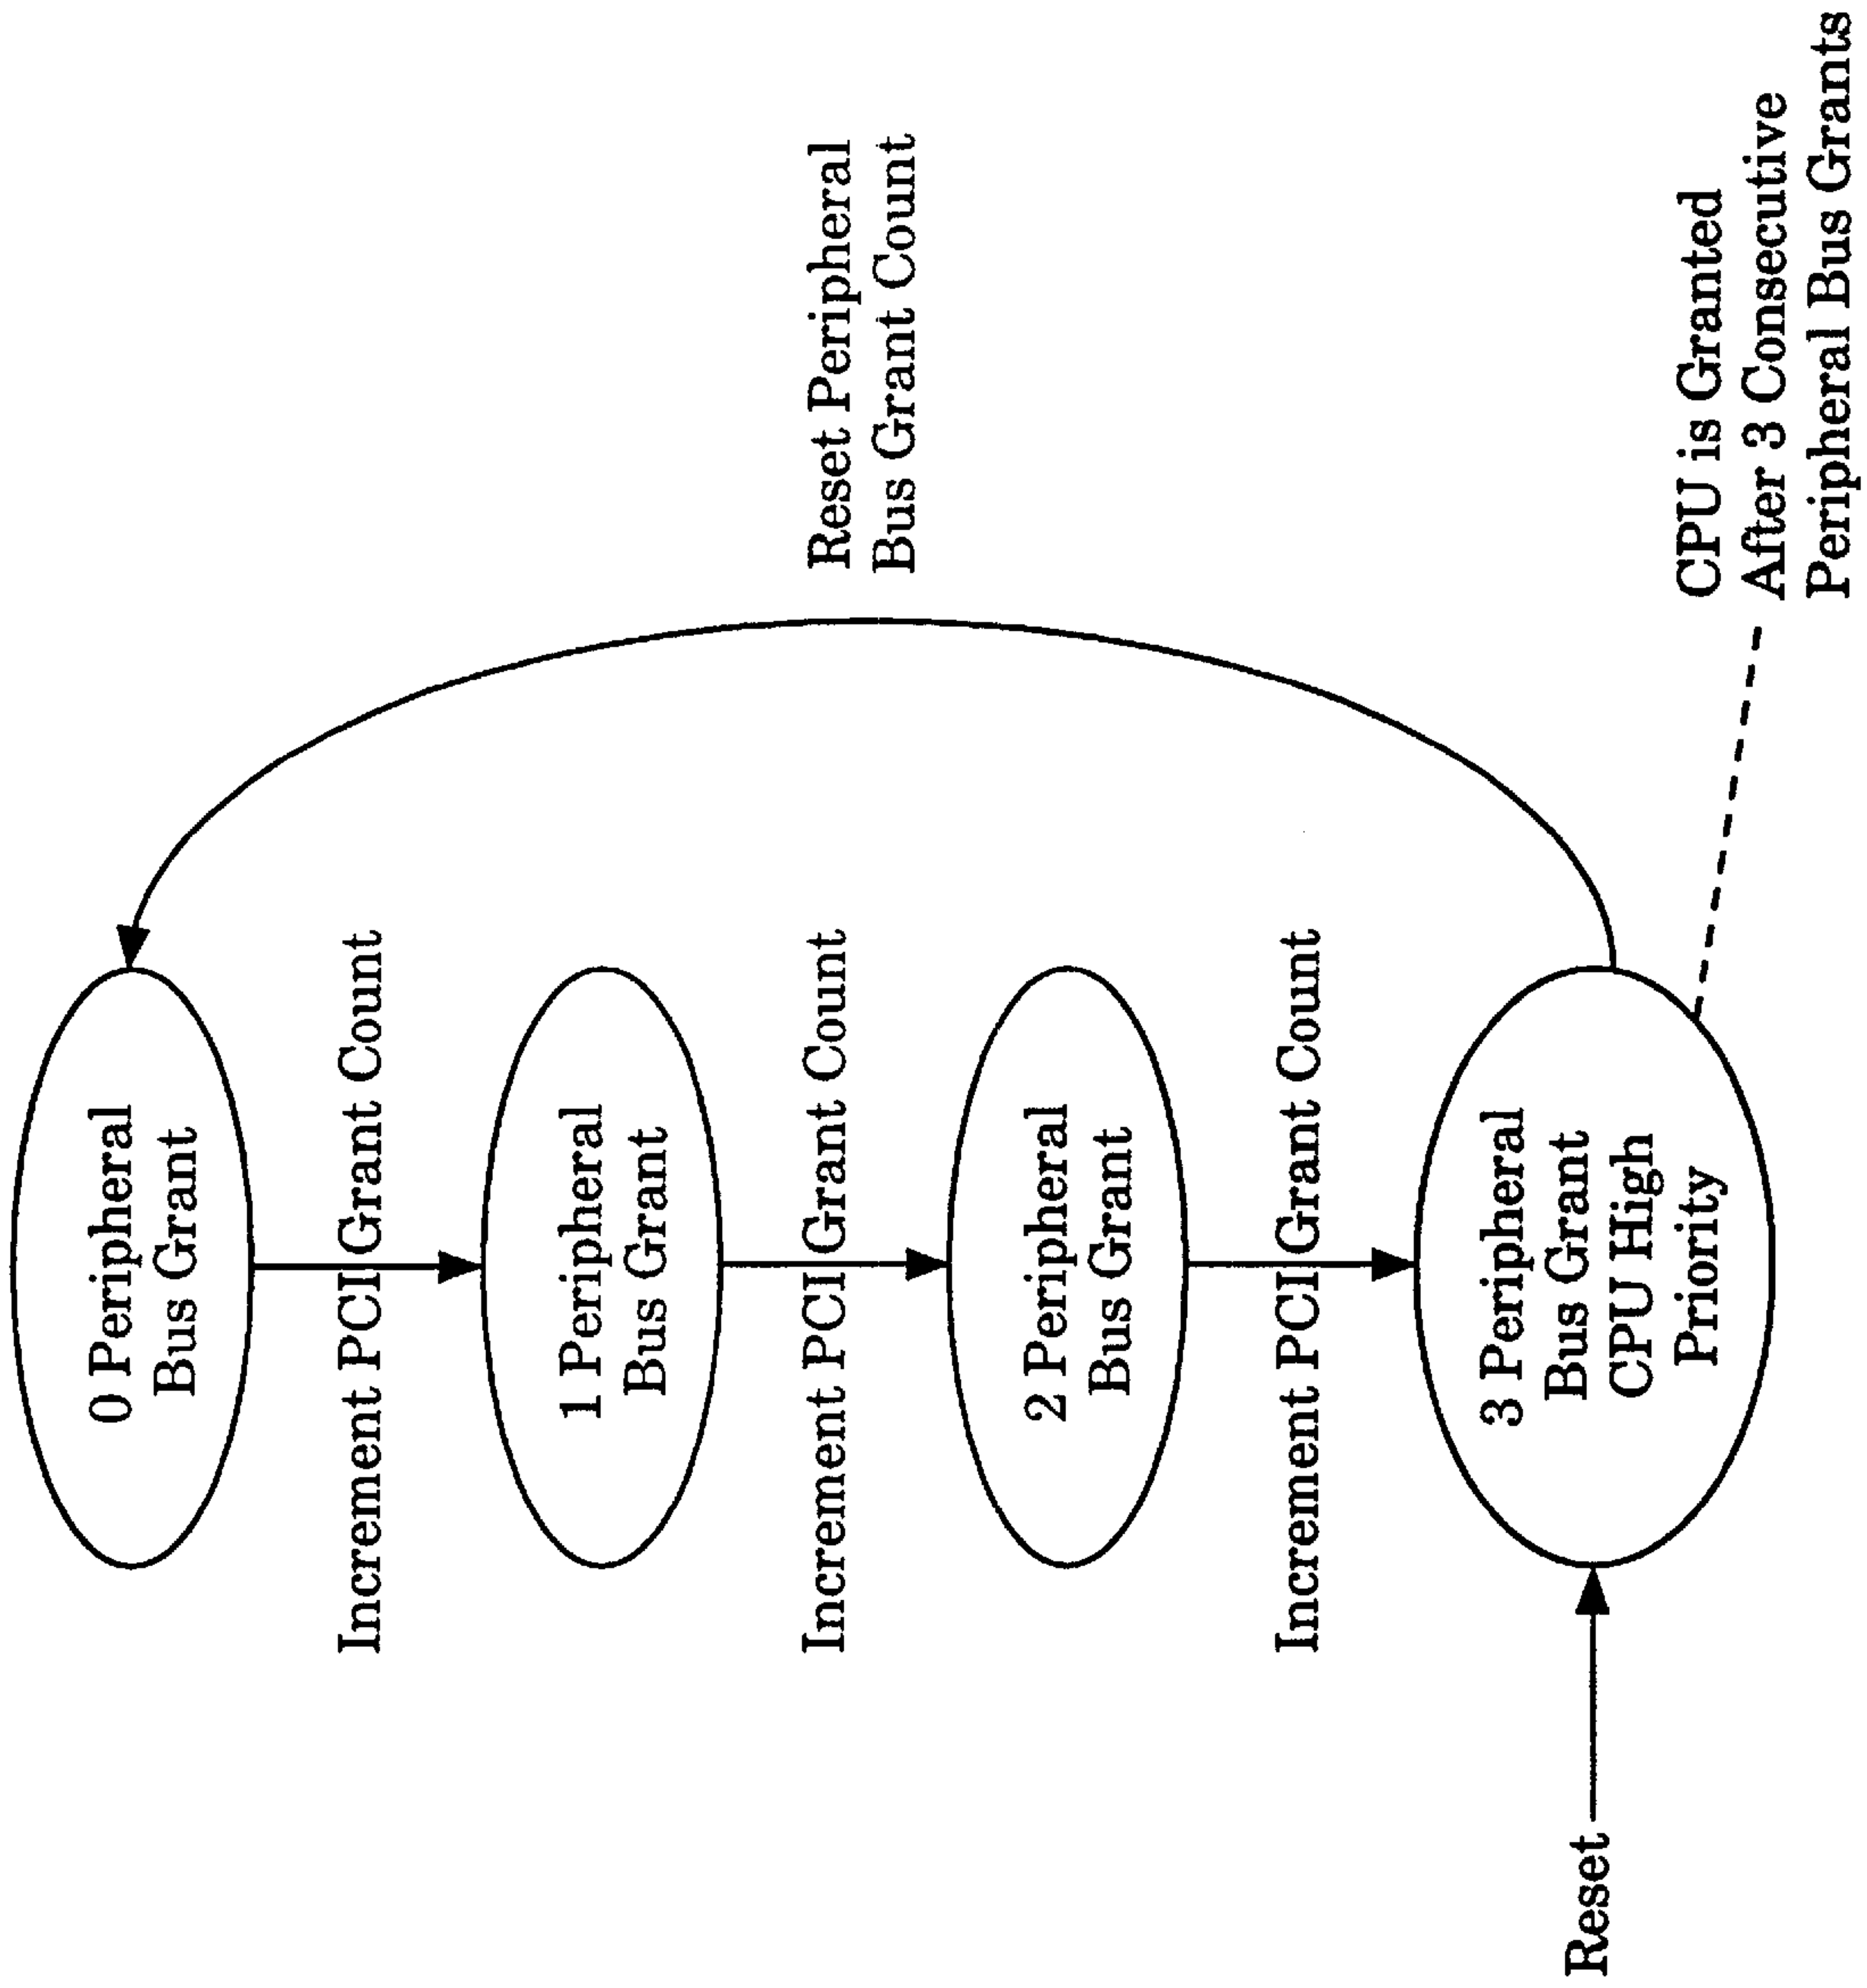 0 Peripheral
Bus Grant
Increment PCI Grant Count
1 Peripheral
Bus Grant
Increment PCI Grant Count
2 Peripheral
Bus Grant
Increment PCI Grant Count
3 Peripheral
Bus Grant
CPU High
Priority
Reset
Reset Peripheral
Bus Grant Count
CPU is Granted
After 3 Consecutive
Peripheral Bus Grants